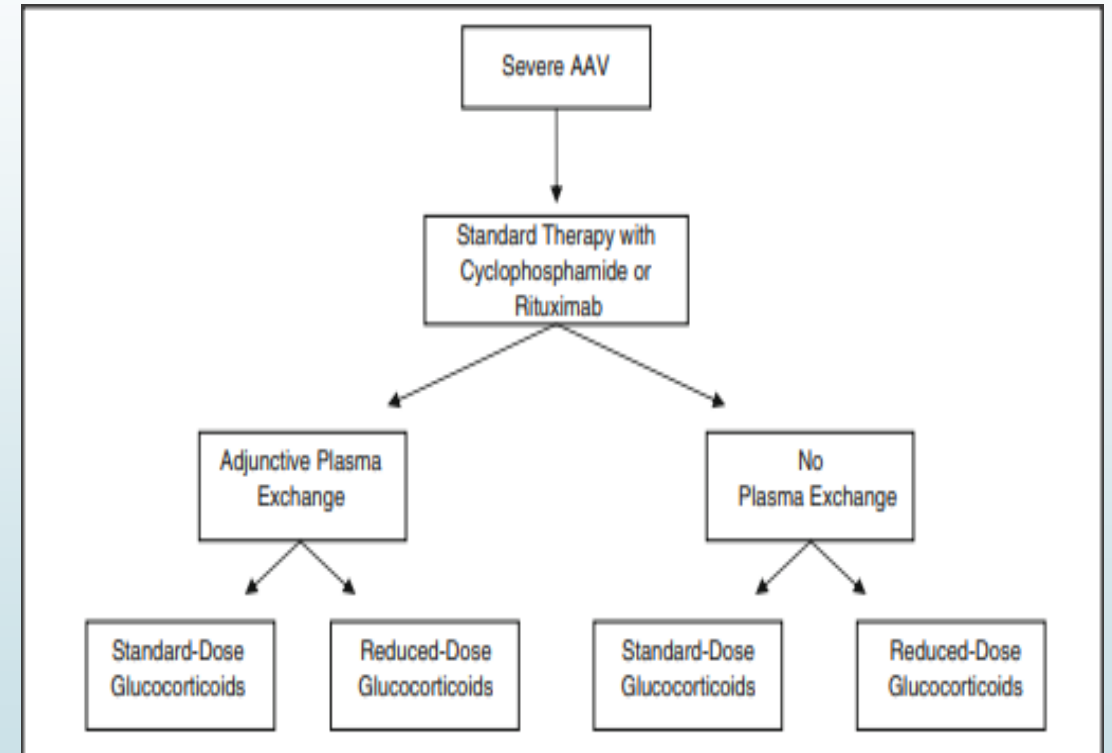 Severe AAV
Standard Therapy with
Cyclophosphamide or
Rituximab
Adjunctive Plasma
Exchange
No
Plasma Exchange
Standard-Dose
Glucocorticoids
Reduced-Dose
Glucocorticoids
Standard-Dose
Glucocorticoids
Reduced-Dose
Glucocorticoids